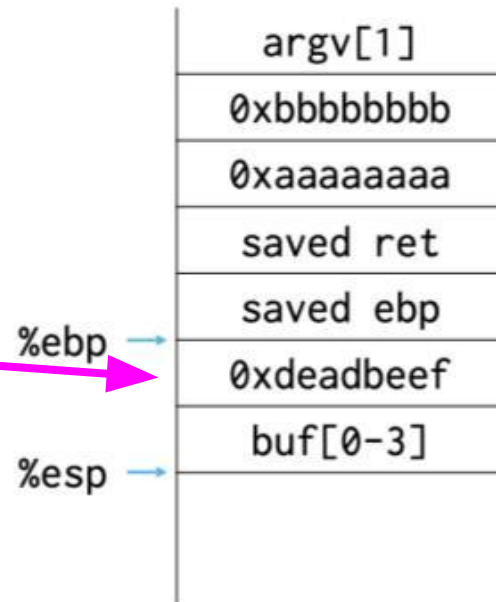 argv[1]
0xbbbbbbbb
0xaaaaaaaa
saved ret
saved ebp
%ebp
0xdeadbeef
buf[0-3]
%esp